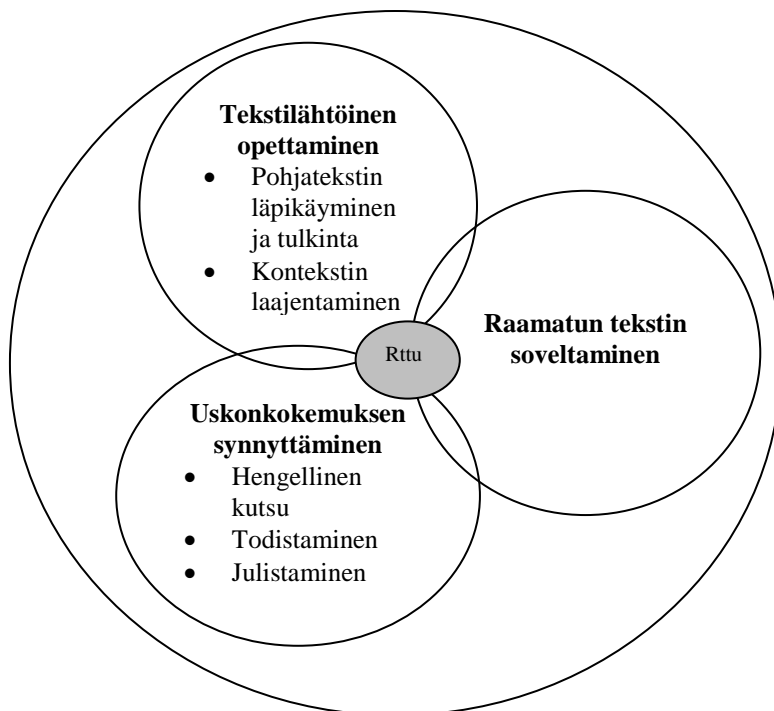 Tekstilähtöinen
opettaminen
• Pohjatekstin
läpikäyminen
ja tulkinta
• Kontekstin
laajentaminen
Raamatun tekstin
soveltaminen
Rttu
Uskonkokemuksen
synnyttäminen
• Hengellinen
kutsu
• Todistaminen
• Julistaminen